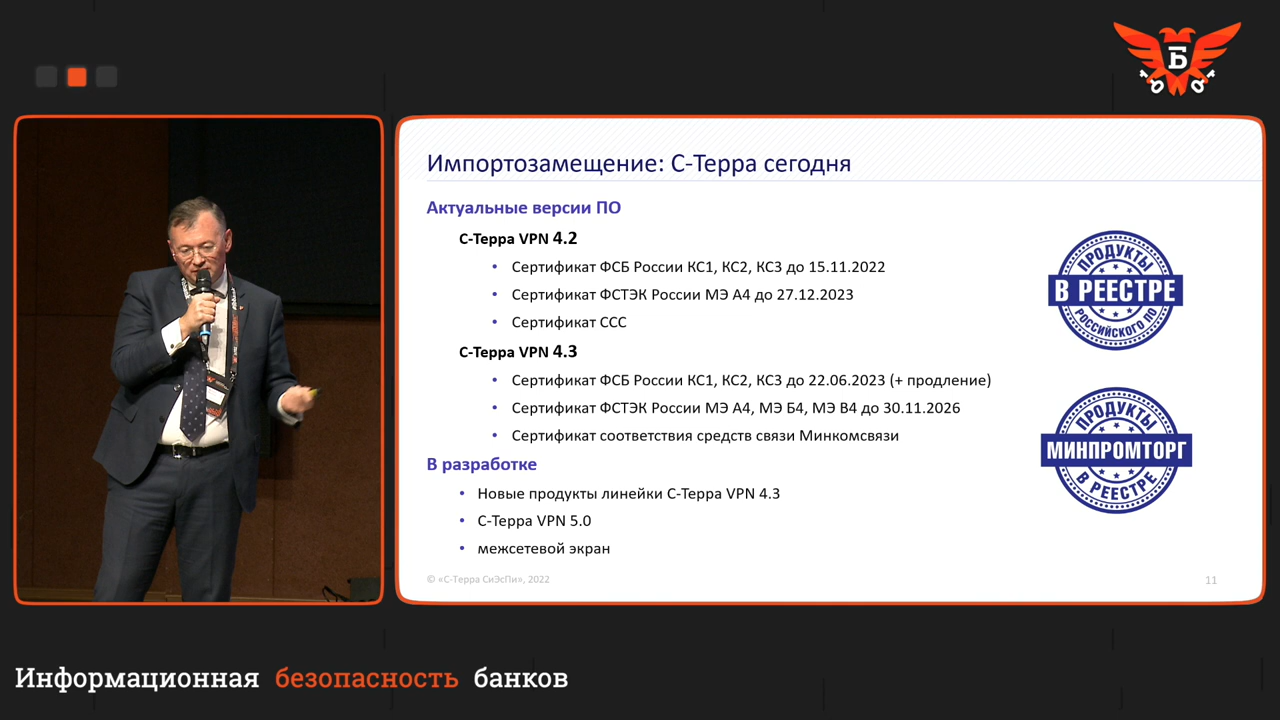 Б
Импортозамещение: С-Терра сегодня
Актуальные версии ПО
С-Терра VPN 4.2
• Сертификат ФСБ России КС1, КС2, КС3 до 15.11.2022
• Сертификат ФСТЭК России МЭ А4 до 27.12.2023
• Сертификат ССС
С-Терра VPN 4.3
• Сертификат ФСБ России КС1, КС2, КС3 до 22.06.2023 (+ продление)
• Сертификат ФСТЭК России МЭ А4, МЭ Б4, МЭ В4 до 30.11.2026
• Сертификат соответствия средств связи Минкомсвязи
В разработке
• Новые продукты линейки С-Терра VPN 4.3
• С-Терра VPN 5.0
• межсетевой экран
ПРОДУКТЫ
В РЕЕСТРЕ
РОССИЙСКОГО ПО
ПРОДУКТЫ
МИНПРОМТОРГ
В РЕЕСТРЕ
© «С-Терра СиЭсПи», 2022
11
Информационная безопасность банков